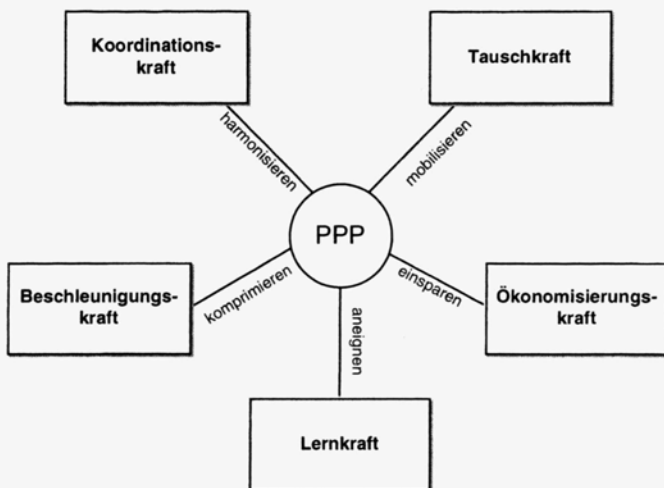 Koordinations-
kraft
Tauschkraft
harmonisieren
mobilisieren
PPP
Beschleunigungs-
kraft
komprimieren
einsparen
Ökonomisierungs-
kraft
aneignen
Lernkraft